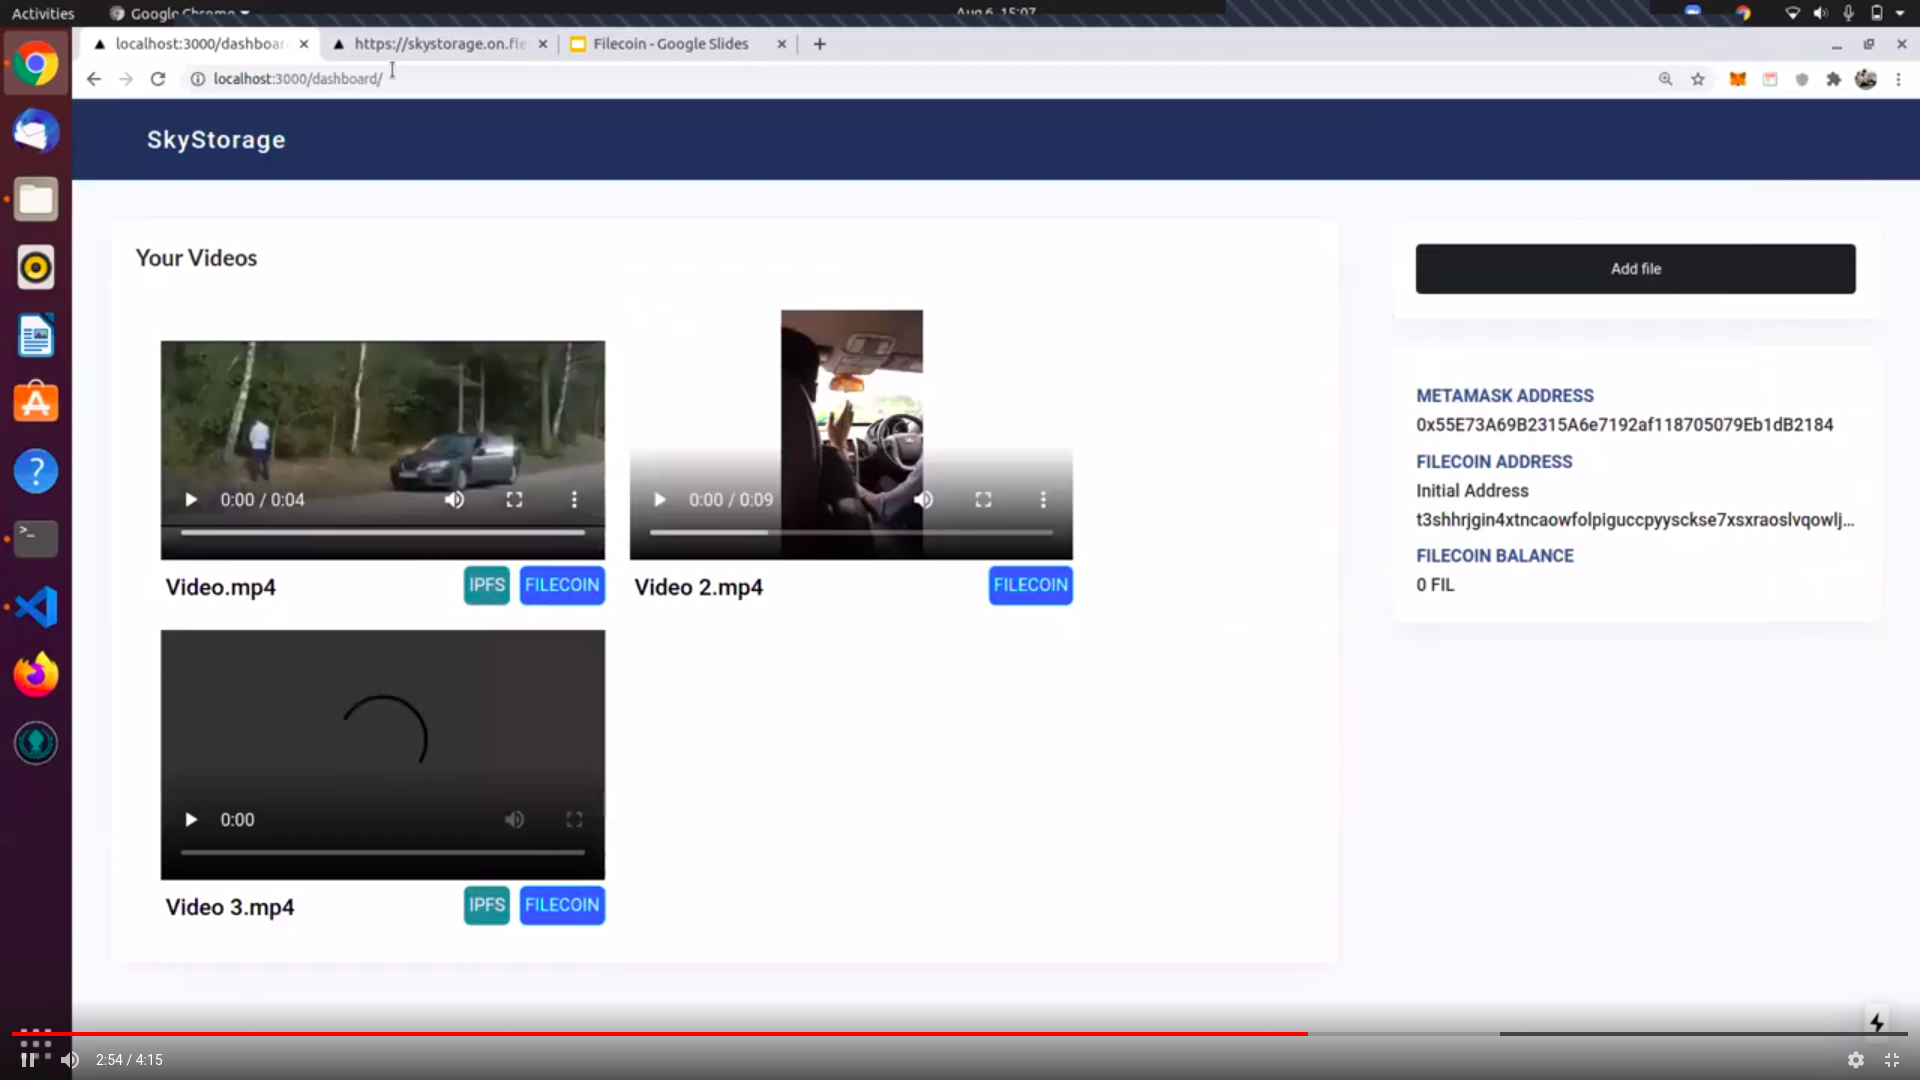 Activities
Google Chrome
Aug 6 15:07
localhost:3000/dashboar
https://skystorage.on.fle
Filecoin - Google Slides
localhost:3000/dashboard/
SkyStorage
Your Videos
Add file
0:00 / 0:04
0:00 / 0:09
Video.mp4
IPFS
FILECOIN
Video 2.mp4
FILECOIN
0:00
Video 3.mp4
IPFS
FILECOIN
METAMASK ADDRESS
0x55E73A69B2315A6e7192af118705079Eb1dB2184
FILECOIN ADDRESS
Initial Address
t3shhrjgin4xtncaowfolpiguccpyysckse7xsxraoslvqowlj...
FILECOIN BALANCE
0 FIL
2:54 / 4:15